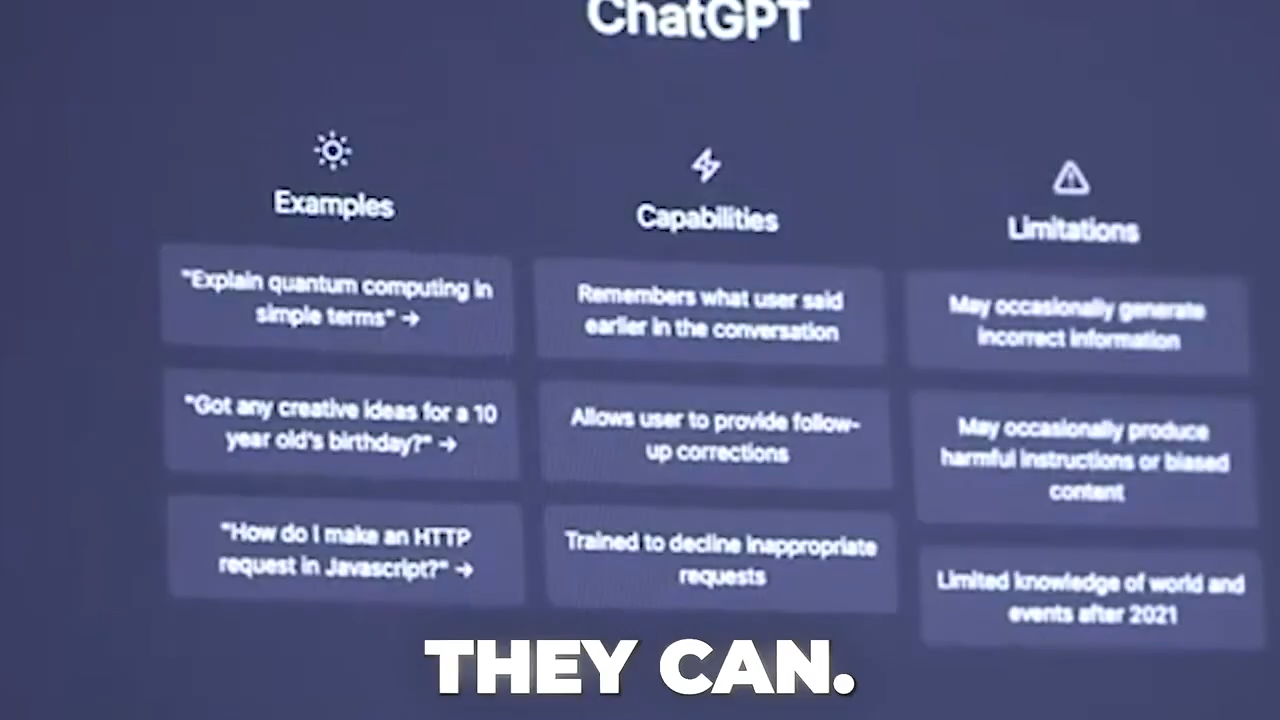 ChatGPT
Examples
"Explain quantum computing in
simple terms" →
"Got any creative ideas for a 10
year old's birthday?" →
"How do I make an HTTP
request in Javascript?" →
Capabilities
Remembers what user said
earlier in the conversation
Allows user to provide follow-
up corrections
Trained to decline inappropriate
requests
Limitations
May occasionally generate
incorrect information
May occasionally produce
harmful instructions or biased
content
Limited knowledge of world and
events after 2021
THEY CAN.